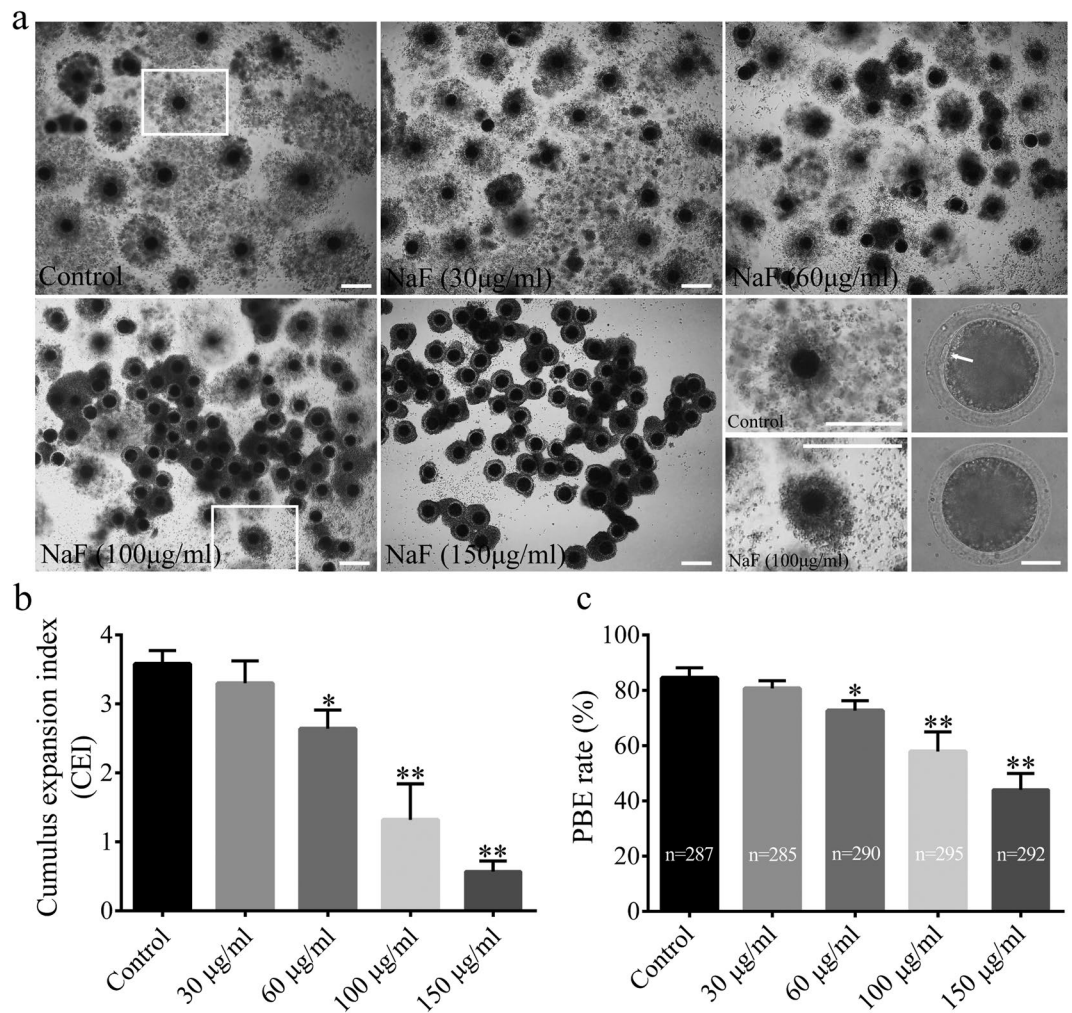 a
Control
NaF (30µg/ml)
NaF (60µg/ml)
NaF (100µg/ml)
NaF (150µg/ml)
Control
NaF (100µg/ml)
b
Cumulus expansion index
(CEI)
4
3
2
1
0
*
**
**
Control
30 µg/ml
60 µg/ml
100 µg/ml
150 µg/ml
c
PBE rate (%)
100
80
60
40
20
0
*
**
**
n=287
n=285
n=290
n=295
n=292
Control
30 µg/ml
60 µg/ml
100 µg/ml
150 µg/ml